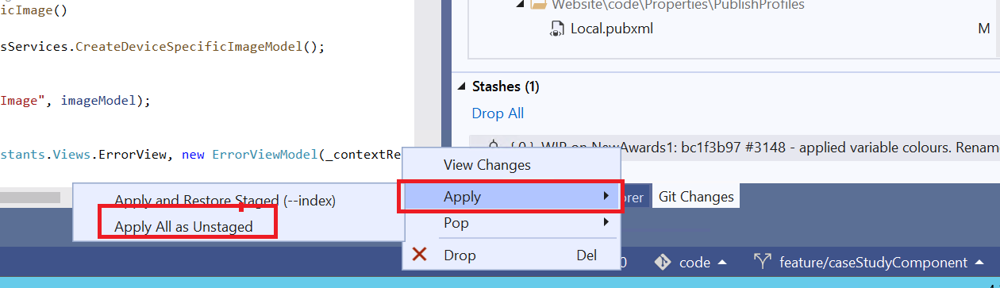 icImage()
sServices.CreateDeviceSpecificImageModel();
Image", imageModel);
stants.Views.ErrorView, new ErrorViewModel(_contextRe
Website\code\Properties\PublishProfiles
Local.pubxml M
Stashes (1)
Drop All
{ 0 } WIP on NewAwards1: bc1f3b97 #3148 - applied variable colours. Renam
View Changes
Apply
Pop
Drop Del
Apply and Restore Staged (--index)
Apply All as Unstaged
orer Git Changes
0 code feature/caseStudyComponent